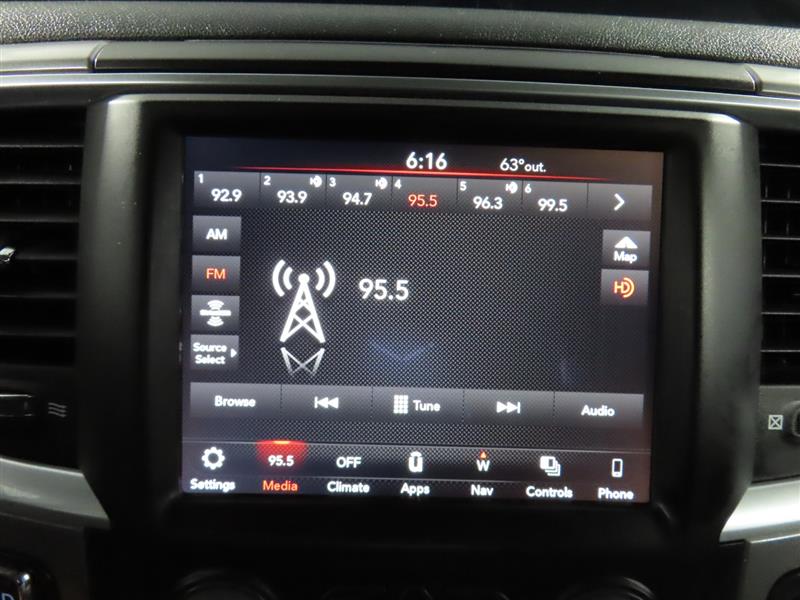 6:16 63° out.
1 2 3 4 5 6
92.9 93.9 94.7 95.5 96.3 99.5
AM
Map
FM
HD
95.5
Source
Select
Browse Tune Audio
95.5 OFF W
Settings Media Climate Apps Nav Controls Phone